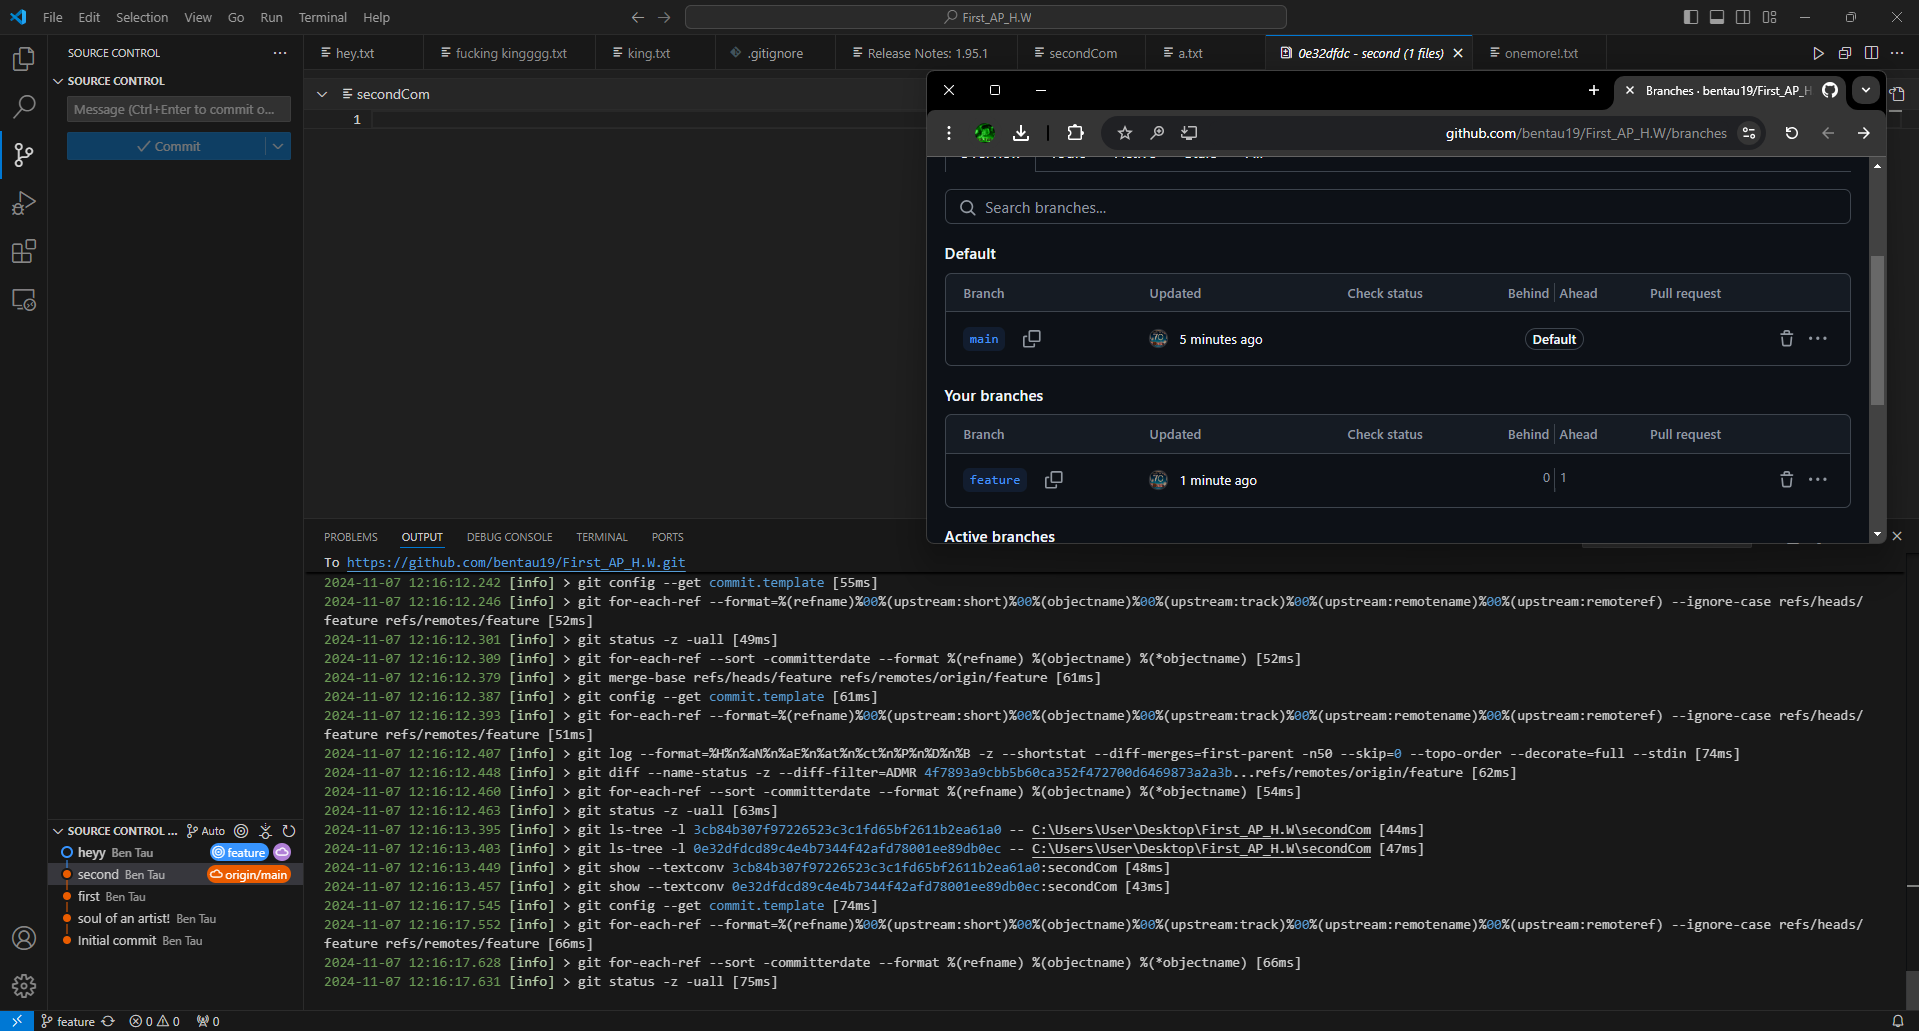 File Edit Selection View Go Run Terminal Help
First_AP_H.W
SOURCE CONTROL
hey.txt
fucking kingggg.txt
king.txt
.gitignore
Release Notes: 1.95.1
secondCom
a.txt
0e32dfdc - second (1 files)
onemore!.txt
SOURCE CONTROL
Message (Ctrl+Enter to commit o...
Commit
secondCom
1
Branches · bentau19/First_AP_H
github.com/bentau19/First_AP_H.W/branches
Search branches...
Default
Branch Updated Check status Behind Ahead Pull request
main 5 minutes ago Default
Your branches
Branch Updated Check status Behind Ahead Pull request
feature 1 minute ago 0 1
Active branches
PROBLEMS OUTPUT DEBUG CONSOLE TERMINAL PORTS
To https://github.com/bentau19/First_AP_H.W.git
2024-11-07 12:16:12.242 [info] > git config --get commit.template [55ms]
2024-11-07 12:16:12.246 [info] > git for-each-ref --format=%(refname)%00%(upstream:short)%00%(objectname)%00%(upstream:track)%00%(upstream:remotename)%00%(upstream:remoteref) --ignore-case refs/heads/
feature refs/remotes/feature [52ms]
2024-11-07 12:16:12.301 [info] > git status -z -uall [49ms]
2024-11-07 12:16:12.309 [info] > git for-each-ref --sort -committerdate --format %(refname) %(objectname) %(*objectname) [52ms]
2024-11-07 12:16:12.379 [info] > git merge-base refs/heads/feature refs/remotes/origin/feature [61ms]
2024-11-07 12:16:12.387 [info] > git config --get commit.template [61ms]
2024-11-07 12:16:12.393 [info] > git for-each-ref --format=%(refname)%00%(upstream:short)%00%(objectname)%00%(upstream:track)%00%(upstream:remotename)%00%(upstream:remoteref) --ignore-case refs/heads/
feature refs/remotes/feature [51ms]
2024-11-07 12:16:12.407 [info] > git log --format=%H%n%aN%n%aE%n%at%n%ct%n%P%n%D%n%B -z --shortstat --diff-merges=first-parent -n50 --skip=0 --topo-order --decorate=full --stdin [74ms]
2024-11-07 12:16:12.448 [info] > git diff --name-status -z --diff-filter=ADMR 4f7893a9cbb5b60ca352f472700d6469873a2a3b...refs/remotes/origin/feature [62ms]
2024-11-07 12:16:12.460 [info] > git for-each-ref --sort -committerdate --format %(refname) %(objectname) %(*objectname) [54ms]
2024-11-07 12:16:12.463 [info] > git status -z -uall [63ms]
2024-11-07 12:16:13.395 [info] > git ls-tree -l 3cb84b307f97226523c3c1fd65bf2611b2ea61a0 -- C:\Users\User\Desktop\First_AP_H.W\secondCom [44ms]
2024-11-07 12:16:13.403 [info] > git ls-tree -l 0e32dfdcd89c4e4b7344f42afd78001ee89db0ec -- C:\Users\User\Desktop\First_AP_H.W\secondCom [47ms]
2024-11-07 12:16:13.449 [info] > git show --textconv 3cb84b307f97226523c3c1fd65bf2611b2ea61a0:secondCom [48ms]
2024-11-07 12:16:13.457 [info] > git show --textconv 0e32dfdcd89c4e4b7344f42afd78001ee89db0ec:secondCom [43ms]
2024-11-07 12:16:17.545 [info] > git config --get commit.template [74ms]
2024-11-07 12:16:17.552 [info] > git for-each-ref --format=%(refname)%00%(upstream:short)%00%(objectname)%00%(upstream:track)%00%(upstream:remotename)%00%(upstream:remoteref) --ignore-case refs/heads/
feature refs/remotes/feature [66ms]
2024-11-07 12:16:17.628 [info] > git for-each-ref --sort -committerdate --format %(refname) %(objectname) %(*objectname) [66ms]
2024-11-07 12:16:17.631 [info] > git status -z -uall [75ms]
SOURCE CONTROL ... Auto
heyy Ben Tau feature
second Ben Tau origin/main
first Ben Tau
soul of an artist! Ben Tau
Initial commit Ben Tau
feature 0 0 0